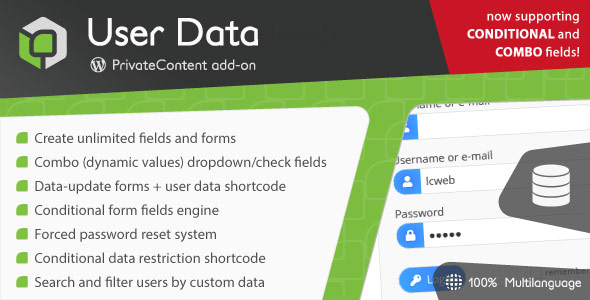 User Data
PrivateContent add-on
now supporting
CONDITIONAL and
COMBO fields!
Create unlimited fields and forms
Combo (dynamic values) dropdown/check fields
Data-update forms + user data shortcode
Conditional form fields engine
Forced password reset system
Conditional data restriction shortcode
Search and filter users by custom data
name or e-mail
Username or e-mail
lcweb
Password
remember
100% Multilanguage